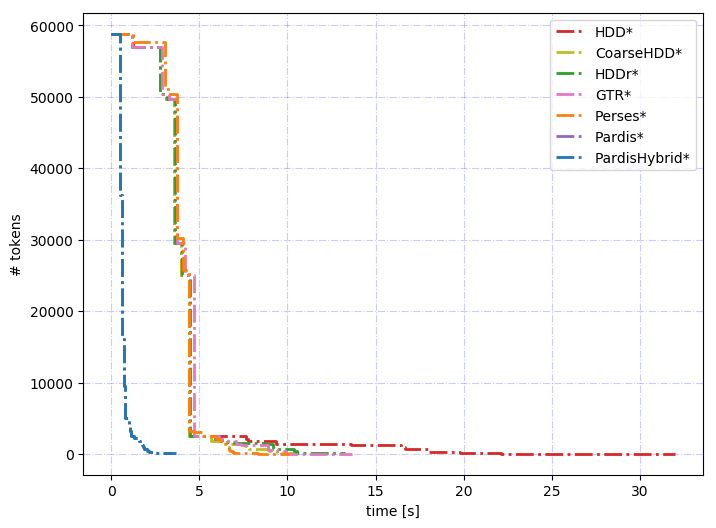 60000
50000
40000
30000
20000
10000
0
# tokens
HDD*
CoarseHDD*
HDDr*
GTR*
Perses*
Pardis*
PardisHybrid*
0 5 10 15 20 25 30
time [s]